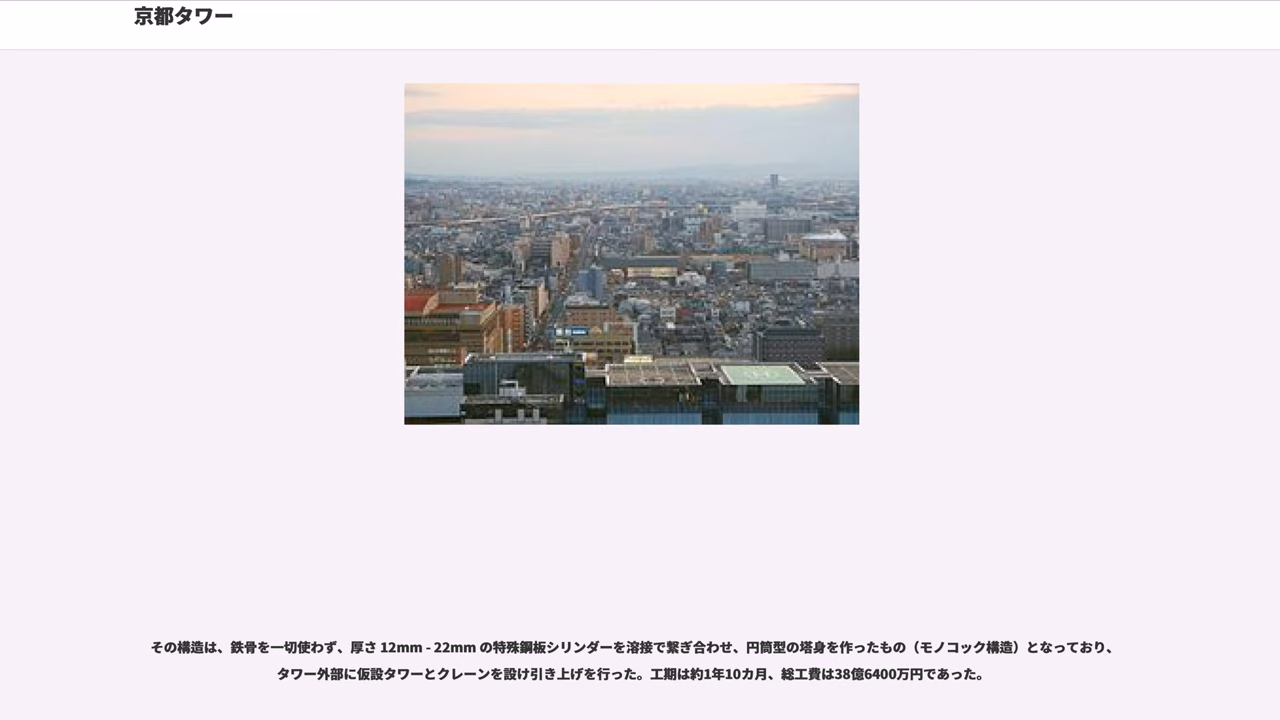 京都タワー
その構造は、鉄骨を一切使わず、厚さ 12mm - 22mm の特殊鋼板シリンダーを溶接で繋ぎ合わせ、円筒型の塔身を作ったもの（モノコック構造）となっており、
タワー外部に仮設タワーとクレーンを設け引き上げを行った。工期は約1年10カ月、総工費は38億6400万円であった。